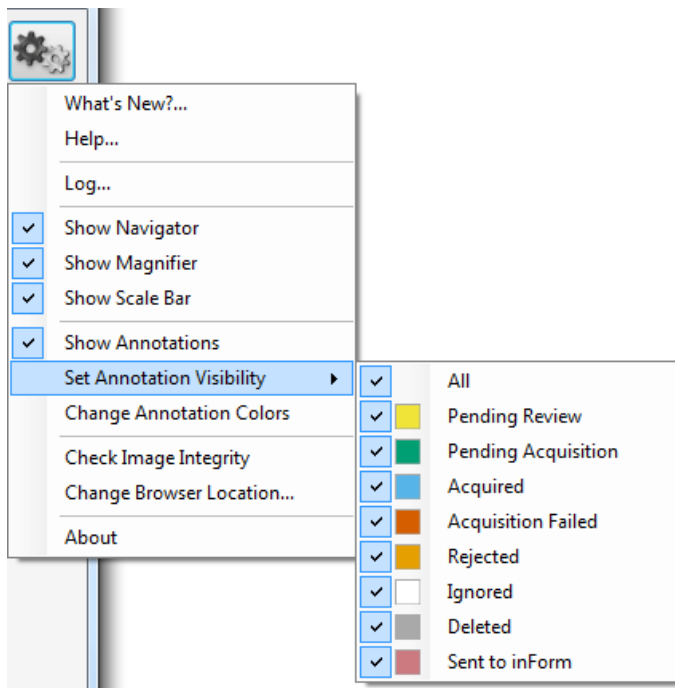 What's New?...
Help...
Log...
Show Navigator
Show Magnifier
Show Scale Bar
Show Annotations
Set Annotation Visibility
Change Annotation Colors
Check Image Integrity
Change Browser Location...
About
All
Pending Review
Pending Acquisition
Acquired
Acquisition Failed
Rejected
Ignored
Deleted
Sent to inForm